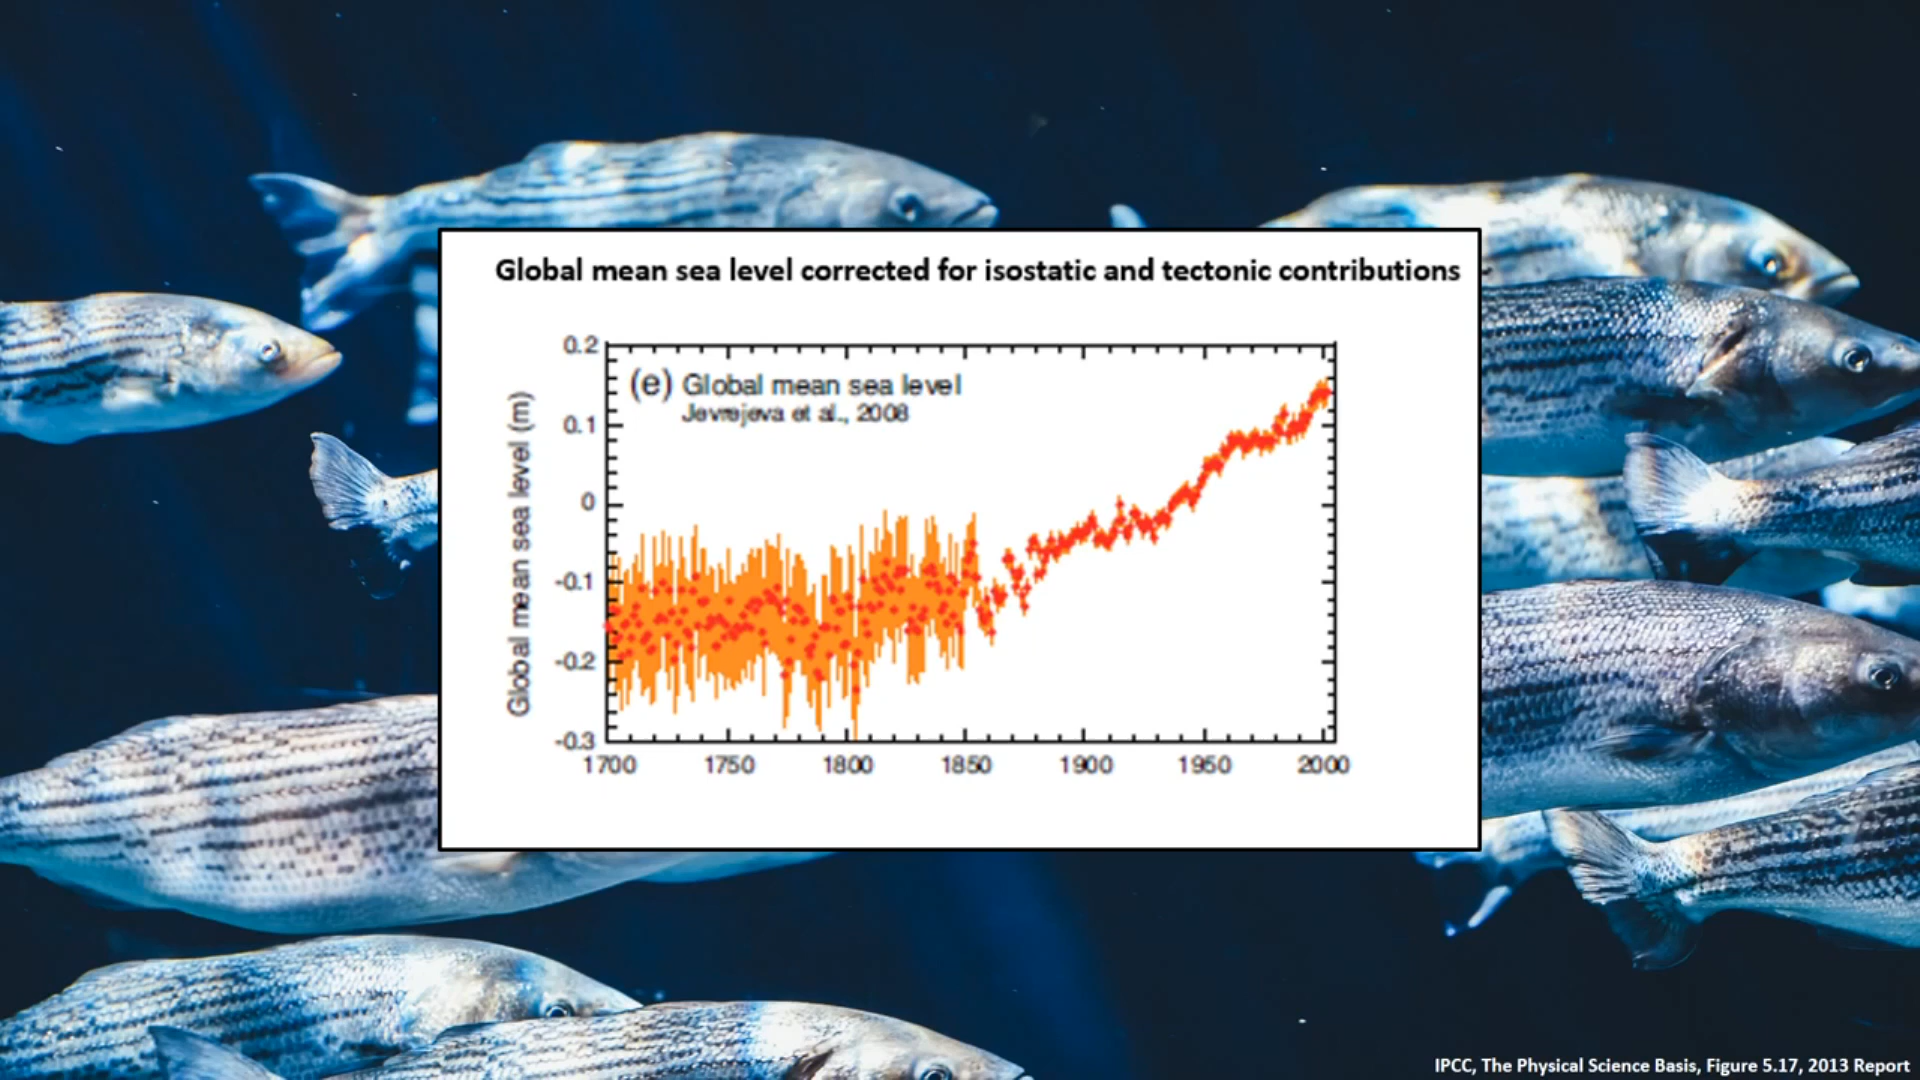 Global mean sea level corrected for isostatic and tectonic contributions
0.2
(e) Global mean sea level
Jevrejeva et al., 2008
0.1
0
-0.1
-0.2
-0.3
Global mean sea level (m)
1700 1750 1800 1850 1900 1950 2000
IPCC, The Physical Science Basis, Figure 5.17, 2013 Report